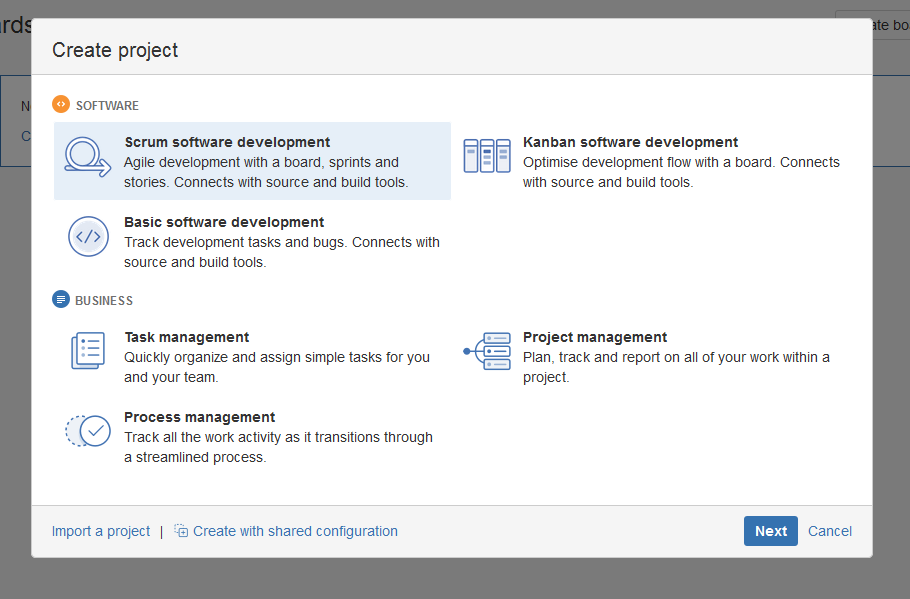 Create project
SOFTWARE
Scrum software development
Agile development with a board, sprints and
stories. Connects with source and build tools.
Kanban software development
Optimise development flow with a board. Connects
with source and build tools.
Basic software development
Track development tasks and bugs. Connects with
source and build tools.
BUSINESS
Task management
Quickly organize and assign simple tasks for you
and your team.
Project management
Plan, track and report on all of your work within a
project.
Process management
Track all the work activity as it transitions through
a streamlined process.
Import a project | Create with shared configuration
Next Cancel